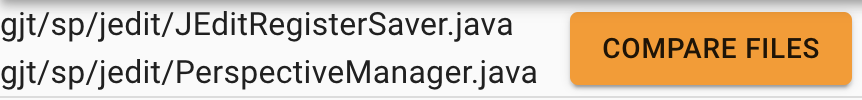 gjt/sp/jedit/JEditRegisterSaver.java
gjt/sp/jedit/PerspectiveManager.java
COMPARE FILES